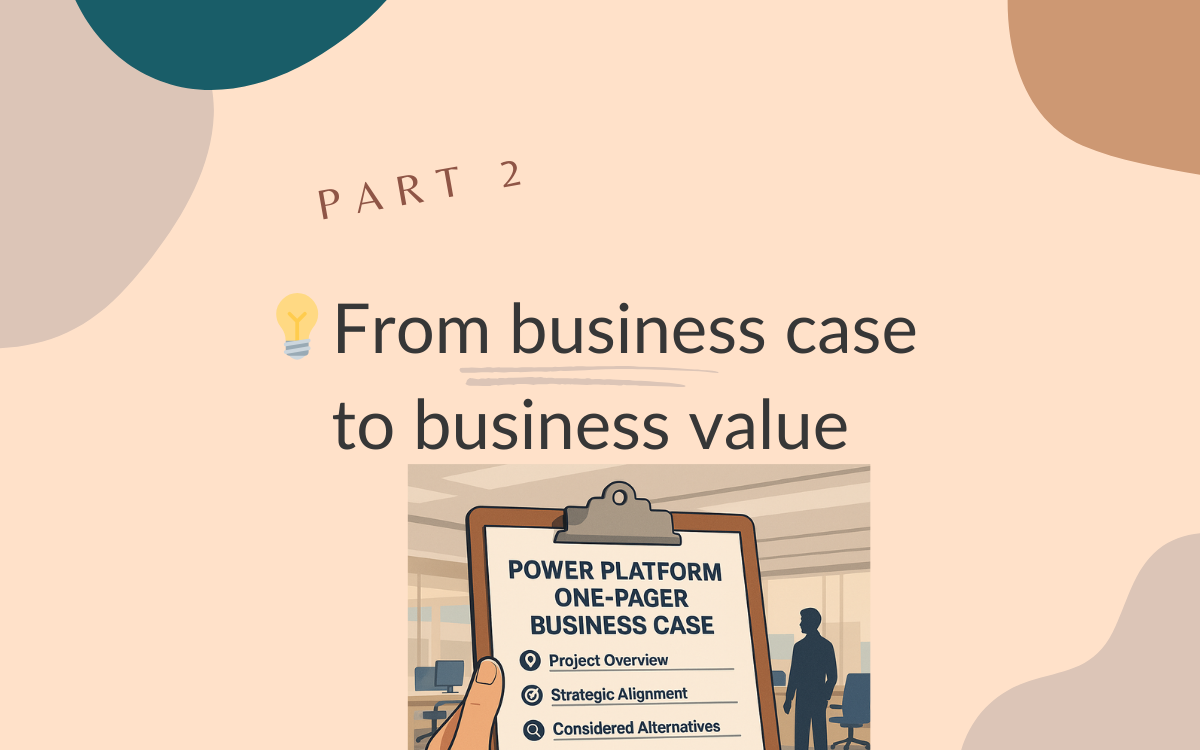 PART 2
💡From business case
to business value
POWER PLATFORM
ONE-PAGER
BUSINESS CASE
Project Overview
Strategic Alignment
Considered Alternatives